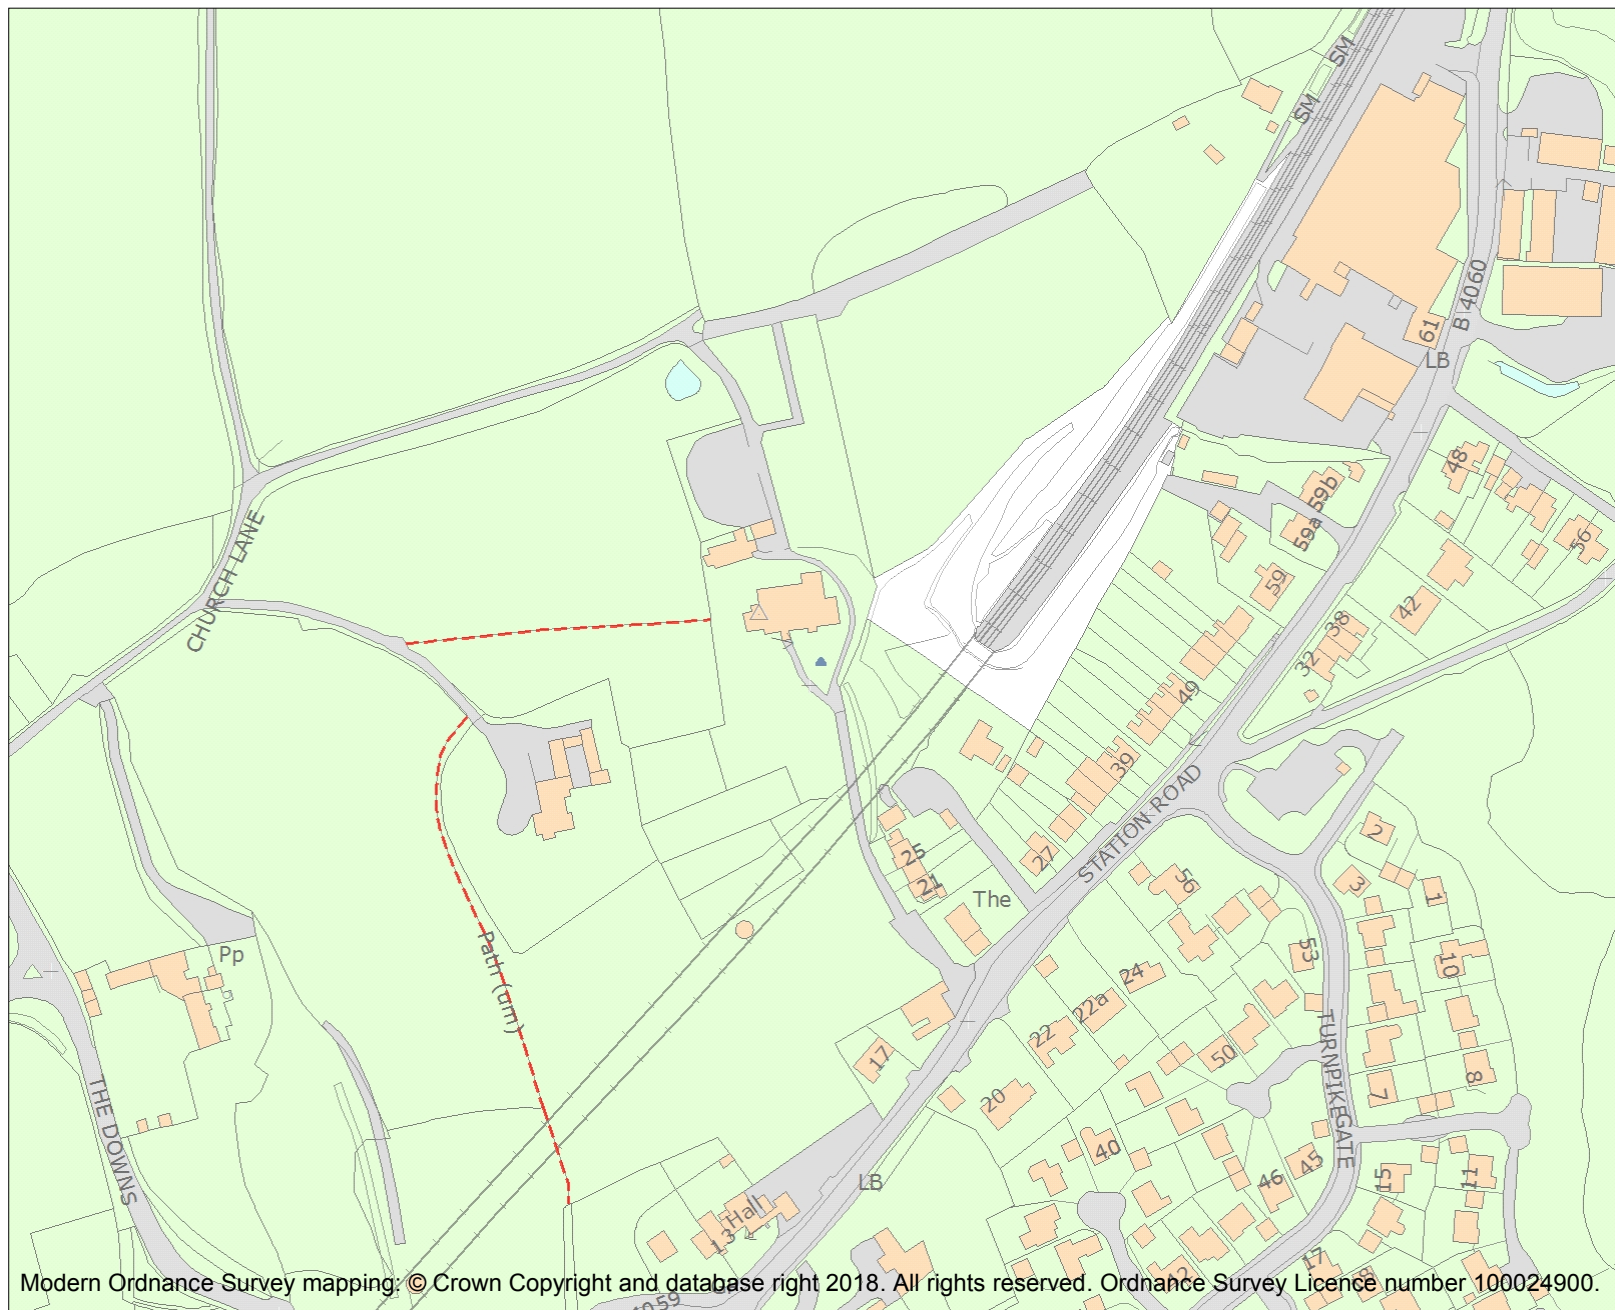 SM
SM
B 4060
61
LB
48
59b
59a
56
59
42
38
32
49
CHURCH LANE
39
STATION ROAD
2
27
25
21
The
56
3
1
Pp
Path (um)
53
10
24
22a
22
TURNPIKE GATE
50
17
20
7
8
THE DOWNS
40
45
46
15
11
LB
Hall
13
17
42
Modern Ordnance Survey mapping: © Crown Copyright and database right 2018. All rights reserved. Ordnance Survey Licence number 100024900.